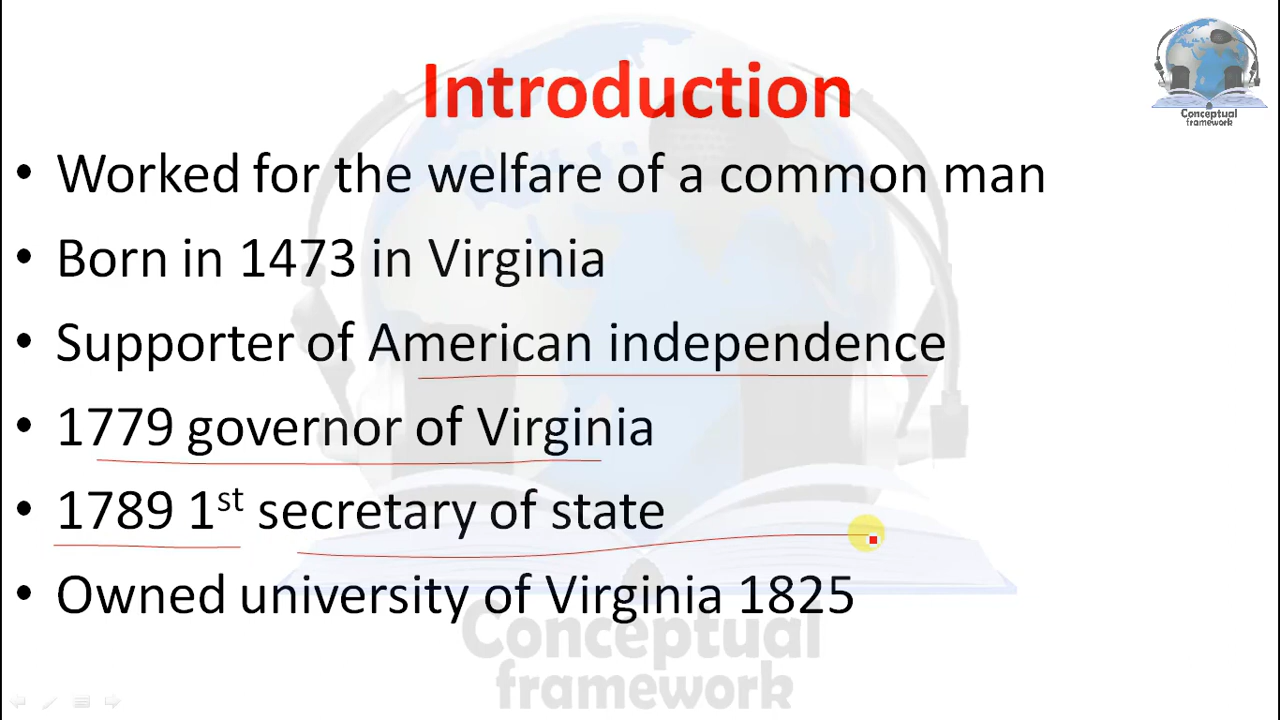 Introduction
Conceptual
framework
• Worked for the welfare of a common man
• Born in 1473 in Virginia
• Supporter of American independence
• 1779 governor of Virginia
• 1789 1st secretary of state
• Owned university of Virginia 1825
Conceptual
framework